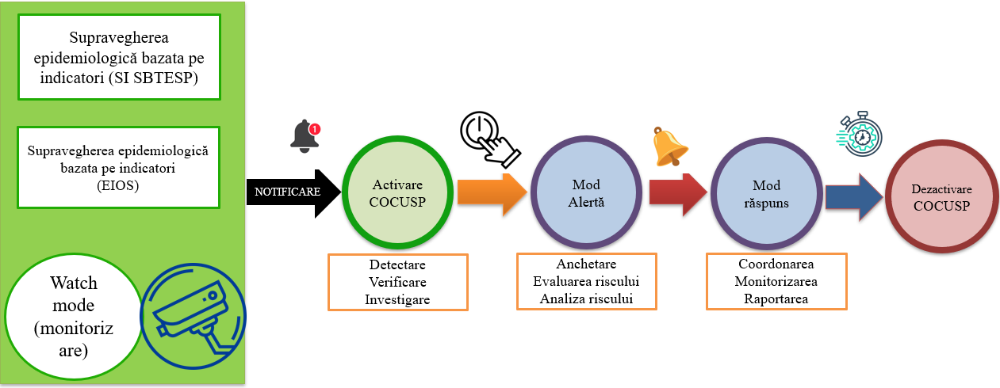 Supravegherea
epidemiologică bazata pe
indicatori (SI SBTESP)
Supravegherea epidemiologică
bazata pe indicatori
(EIOS)
Watch
mode
(monitoriz
are)
NOTIFICARE
1
Activare
COCUSP
Detectare
Verificare
Investigare
Mod
Alertă
Anchetare
Evaluarea riscului
Analiza riscului
Mod
răspuns
Coordonarea
Monitorizarea
Raportarea
Dezactivare
COCUSP